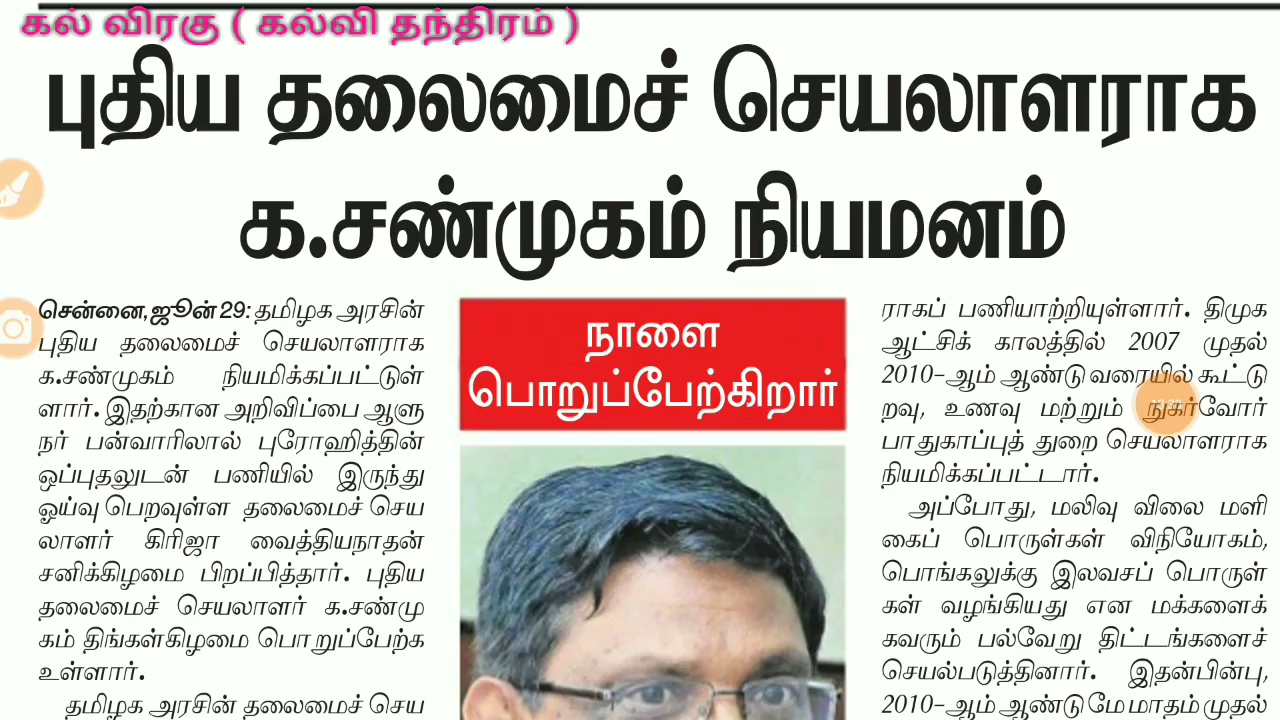 கல் விரகு ( கல்வி தந்திரம் )
புதிய தலைமைச் செயலாளராக
க.சண்முகம் நியமனம்
சென்னை,ஜூன் 29: தமிழக அரசின்
புதிய தலைமைச் செயலாளராக
க.சண்முகம் நியமிக்கப்பட்டுள்
ளார். இதற்கான அறிவிப்பை ஆளு
நர் பன்வாரிலால் புரோஹித்தின்
ஒப்புதலுடன் பணியில் இருந்து
ஓய்வு பெறவுள்ள தலைமைச் செய
லாளர் கிரிஜா வைத்தியநாதன்
சனிக்கிழமை பிறப்பித்தார். புதிய
தலைமைச் செயலாளர் க.சண்மு
கம் திங்கள்கிழமை பொறுப்பேற்க
உள்ளார்.
தமிழக அரசின் தலைமைச் செய
நாளை
பொறுப்பேற்கிறார்
ராகப் பணியாற்றியுள்ளார். திமுக
ஆட்சிக் காலத்தில் 2007 முதல்
2010-ஆம் ஆண்டு வரையில் கூட்டு
றவு, உணவு மற்றும் நுகர்வோர்
பாதுகாப்புத் துறை செயலாளராக
நியமிக்கப்பட்டார்.
அப்போது, மலிவு விலை மளி
கைப் பொருள்கள் விநியோகம்,
பொங்கலுக்கு இலவசப் பொருள்
கள் வழங்கியது என மக்களைக்
கவரும் பல்வேறு திட்டங்களைச்
செயல்படுத்தினார். இதன்பின்பு,
2010-ஆம் ஆண்டு மே மாதம் முதல்